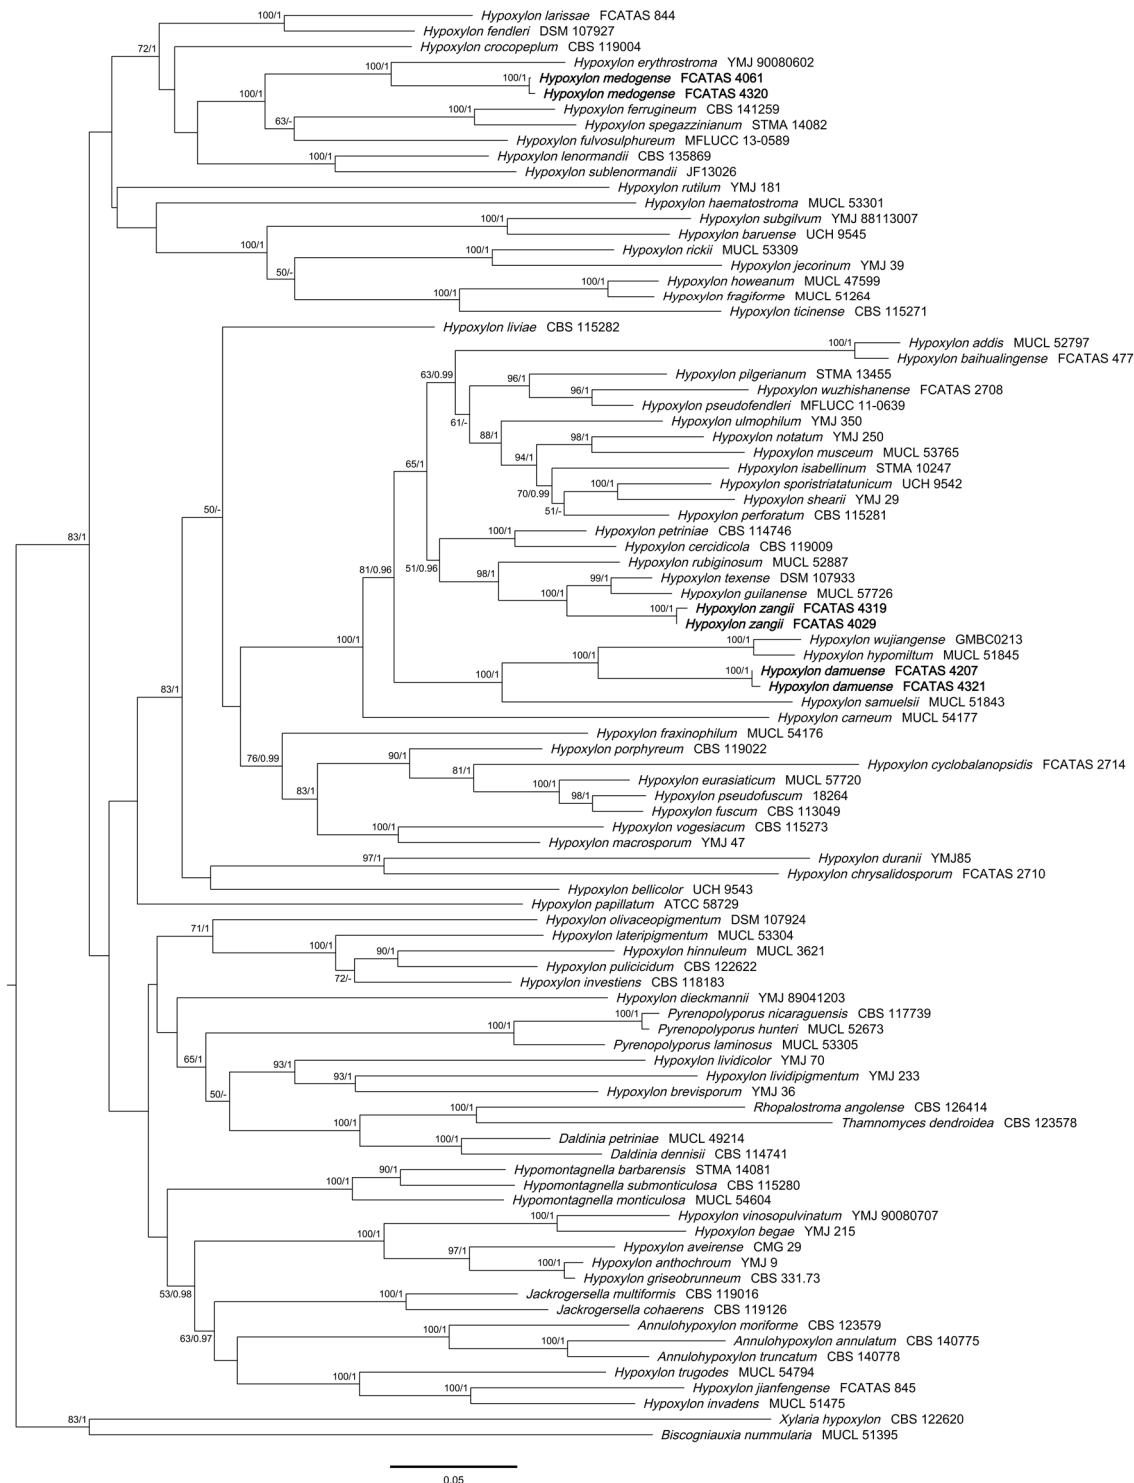 100/1 Hypoxylon larissae FCATAS 844
Hypoxylon fendleri DSM 107927
72/1 Hypoxylon crocopeplum CBS 119004
100/1 Hypoxylon erythrostroma YMJ 90080602
100/1 Hypoxylon medogense FCATAS 4061
100/1 Hypoxylon medogense FCATAS 4320
100/1 Hypoxylon ferrugineum CBS 141259
63/- Hypoxylon spegazzinianum STMA 14082
Hypoxylon fulvosulphureum MFLUCC 13-0589
100/1 Hypoxylon lenormandii CBS 135869
Hypoxylon sublenormandii JF13026
Hypoxylon rutilum YMJ 181
Hypoxylon haematostroma MUCL 53301
100/1 Hypoxylon subgilvum YMJ 88113007
Hypoxylon baruense UCH 9545
100/1 100/1 Hypoxylon rickii MUCL 53309
Hypoxylon jecorinum YMJ 39
50/- 100/1 Hypoxylon howeanum MUCL 47599
100/1 Hypoxylon fragiforme MUCL 51264
Hypoxylon ticinense CBS 115271
Hypoxylon liviae CBS 115282
100/1 Hypoxylon addis MUCL 52797
Hypoxylon baihualingense FCATAS 477
63/0.99 96/1 Hypoxylon pilgerianum STMA 13455
96/1 Hypoxylon wuzhishanense FCATAS 2708
Hypoxylon pseudofendleri MFLUCC 11-0639
61/- Hypoxylon ulmophilum YMJ 350
88/1 98/1 Hypoxylon notatum YMJ 250
94/1 Hypoxylon musceum MUCL 53765
65/1 Hypoxylon isabellinum STMA 10247
70/0.99 100/1 Hypoxylon sporistriatatunicum UCH 9542
Hypoxylon shearii YMJ 29
50/- 51/- Hypoxylon perforatum CBS 115281
100/1 Hypoxylon petriniae CBS 114746
83/1 Hypoxylon cercidicola CBS 119009
81/0.96 51/0.96 98/1 Hypoxylon rubiginosum MUCL 52887
99/1 Hypoxylon texense DSM 107933
100/1 Hypoxylon guilanense MUCL 57726
100/1 Hypoxylon zangii FCATAS 4319
Hypoxylon zangii FCATAS 4029
100/1 100/1 Hypoxylon wujiangense GMBC0213
100/1 Hypoxylon hypomiltum MUCL 51845
100/1 100/1 Hypoxylon damuense FCATAS 4207
83/1 Hypoxylon damuense FCATAS 4321
Hypoxylon samuelsii MUCL 51843
Hypoxylon carneum MUCL 54177
Hypoxylon fraxinophilum MUCL 54176
90/1 Hypoxylon porphyreum CBS 119022
76/0.99 81/1 Hypoxylon cyclobalanopsidis FCATAS 2714
100/1 Hypoxylon eurasiaticum MUCL 57720
83/1 98/1 Hypoxylon pseudofuscum 18264
Hypoxylon fuscum CBS 113049
100/1 Hypoxylon vogesiacum CBS 115273
Hypoxylon macrosporum YMJ 47
97/1 Hypoxylon duranii YMJ85
Hypoxylon chrysalidosporum FCATAS 2710
Hypoxylon bellicolor UCH 9543
Hypoxylon papillatum ATCC 58729
71/1 Hypoxylon olivaceopigmentum DSM 107924
100/1 Hypoxylon lateripigmentum MUCL 53304
90/1 Hypoxylon hinnuleum MUCL 3621
Hypoxylon pulicicidum CBS 122622
72/- Hypoxylon investiens CBS 118183
Hypoxylon dieckmannii YMJ 89041203
100/1 Pyrenopolyporus nicaraguensis CBS 117739
100/1 Pyrenopolyporus hunteri MUCL 52673
Pyrenopolyporus laminosus MUCL 53305
65/1 93/1 Hypoxylon lividicolor YMJ 70
93/1 Hypoxylon lividipigmentum YMJ 233
50/- Hypoxylon brevisporum YMJ 36
100/1 Rhopalostroma angolense CBS 126414
100/1 Thamnomyces dendroidea CBS 123578
100/1 Daldinia petriniae MUCL 49214
Daldinia dennisii CBS 114741
90/1 Hypomontagnella barbarensis STMA 14081
100/1 Hypomontagnella submonticulosa CBS 115280
Hypomontagnella monticulosa MUCL 54604
100/1 Hypoxylon vinosopulvinatum YMJ 90080707
100/1 Hypoxylon begae YMJ 215
97/1 Hypoxylon aveirense CMG 29
100/1 Hypoxylon anthochroum YMJ 9
Hypoxylon griseobrunneum CBS 331.73
53/0.98 100/1 Jackrogersella multiformis CBS 119016
Jackrogersella cohaerens CBS 119126
63/0.97 100/1 Annulohypoxylon moriforme CBS 123579
100/1 Annulohypoxylon annulatum CBS 140775
Annulohypoxylon truncatum CBS 140778
100/1 Hypoxylon trugodes MUCL 54794
100/1 Hypoxylon jianfengense FCATAS 845
Hypoxylon invadens MUCL 51475
83/1 Xylaria hypoxylon CBS 122620
Biscogniauxia nummularia MUCL 51395
0.05